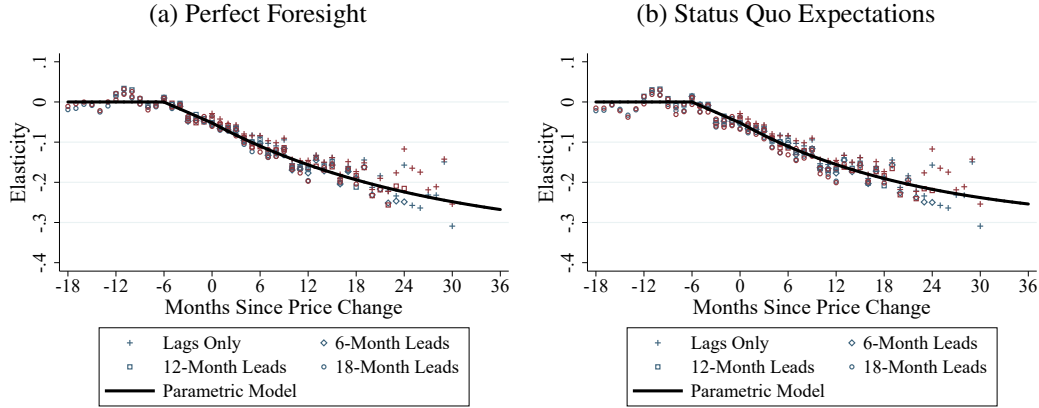 (a) Perfect Foresight
.1
0
-.1
-.2
-.3
-.4
Elasticity
-18 -12 -6 0 6 12 18 24 30 36
Months Since Price Change
Lags Only 6-Month Leads
12-Month Leads 18-Month Leads
Parametric Model
(b) Status Quo Expectations
.1
0
-.1
-.2
-.3
-.4
Elasticity
-18 -12 -6 0 6 12 18 24 30 36
Months Since Price Change
Lags Only 6-Month Leads
12-Month Leads 18-Month Leads
Parametric Model